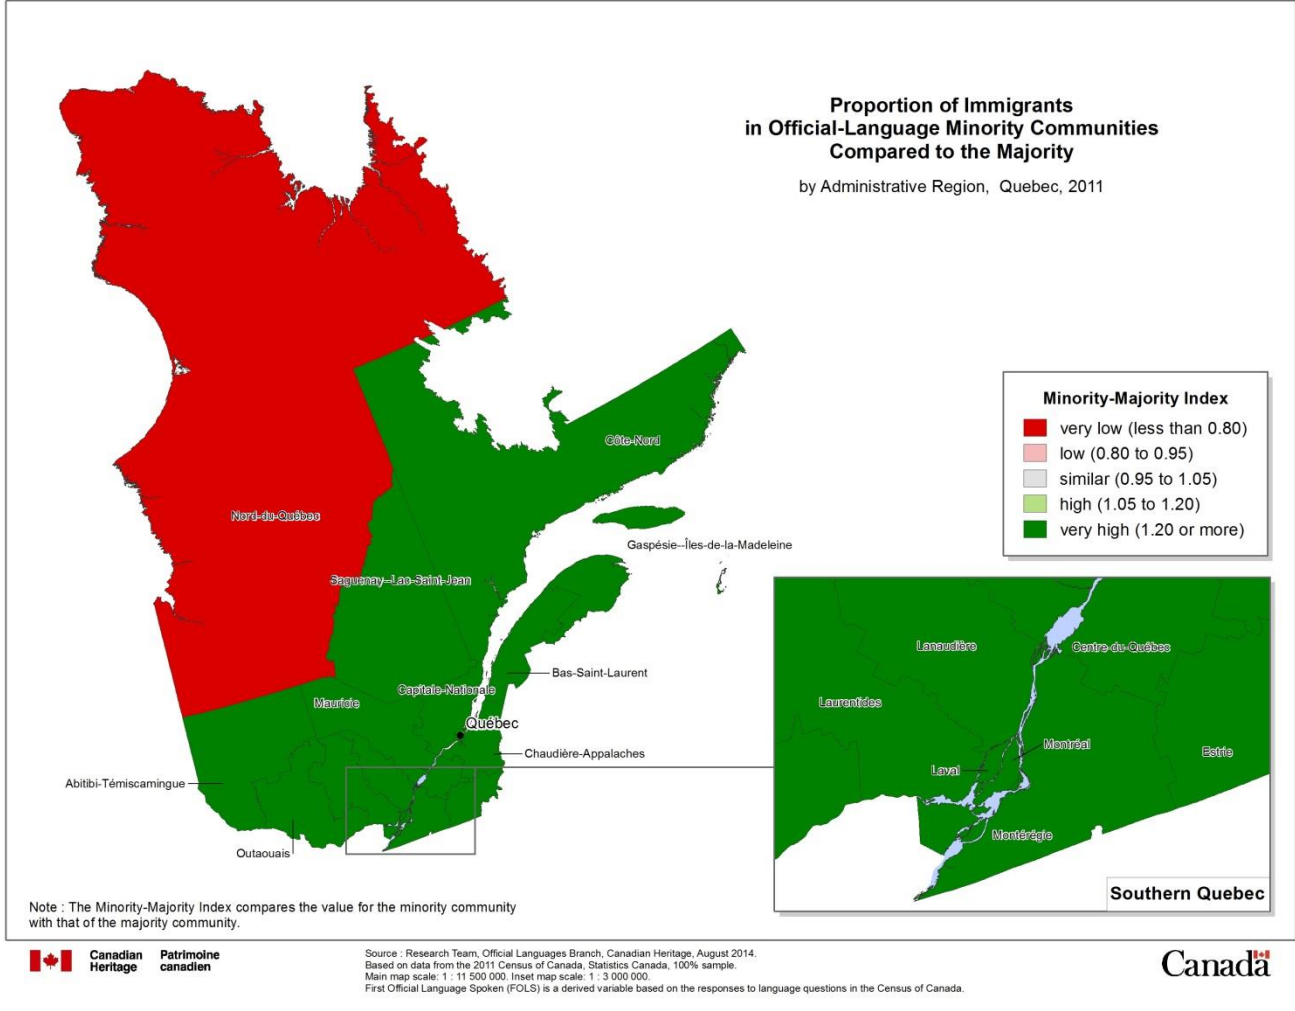 Proportion of Immigrants
in Official-Language Minority Communities
Compared to the Majority
by Administrative Region, Quebec, 2011
Minority-Majority Index
very low (less than 0.80)
low (0.80 to 0.95)
similar (0.95 to 1.05)
high (1.05 to 1.20)
very high (1.20 or more)
Côte-Nord
Nord-du-Québec
Gaspésie--Îles-de-la-Madeleine
Saguenay--Lac-Saint-Jean
Bas-Saint-Laurent
Capitale-Nationale
Mauricie
Québec
Chaudière-Appalaches
Abitibi-Témiscamingue
Outaouais
Lanaudière
Centre-du-Québec
Laurentides
Montréal
Estrie
Laval
Montérégie
Southern Quebec
Note : The Minority-Majority Index compares the value for the minority community
with that of the majority community.
Canadian Patrimoine
Heritage canadien
Source : Research Team, Official Languages Branch, Canadian Heritage, August 2014.
Based on data from the 2011 Census of Canada, Statistics Canada, 100% sample.
Main map scale: 1 : 11 500 000. Inset map scale: 1 : 3 000 000.
First Official Language Spoken (FOLS) is a derived variable based on the responses to language questions in the Census of Canada.
Canada